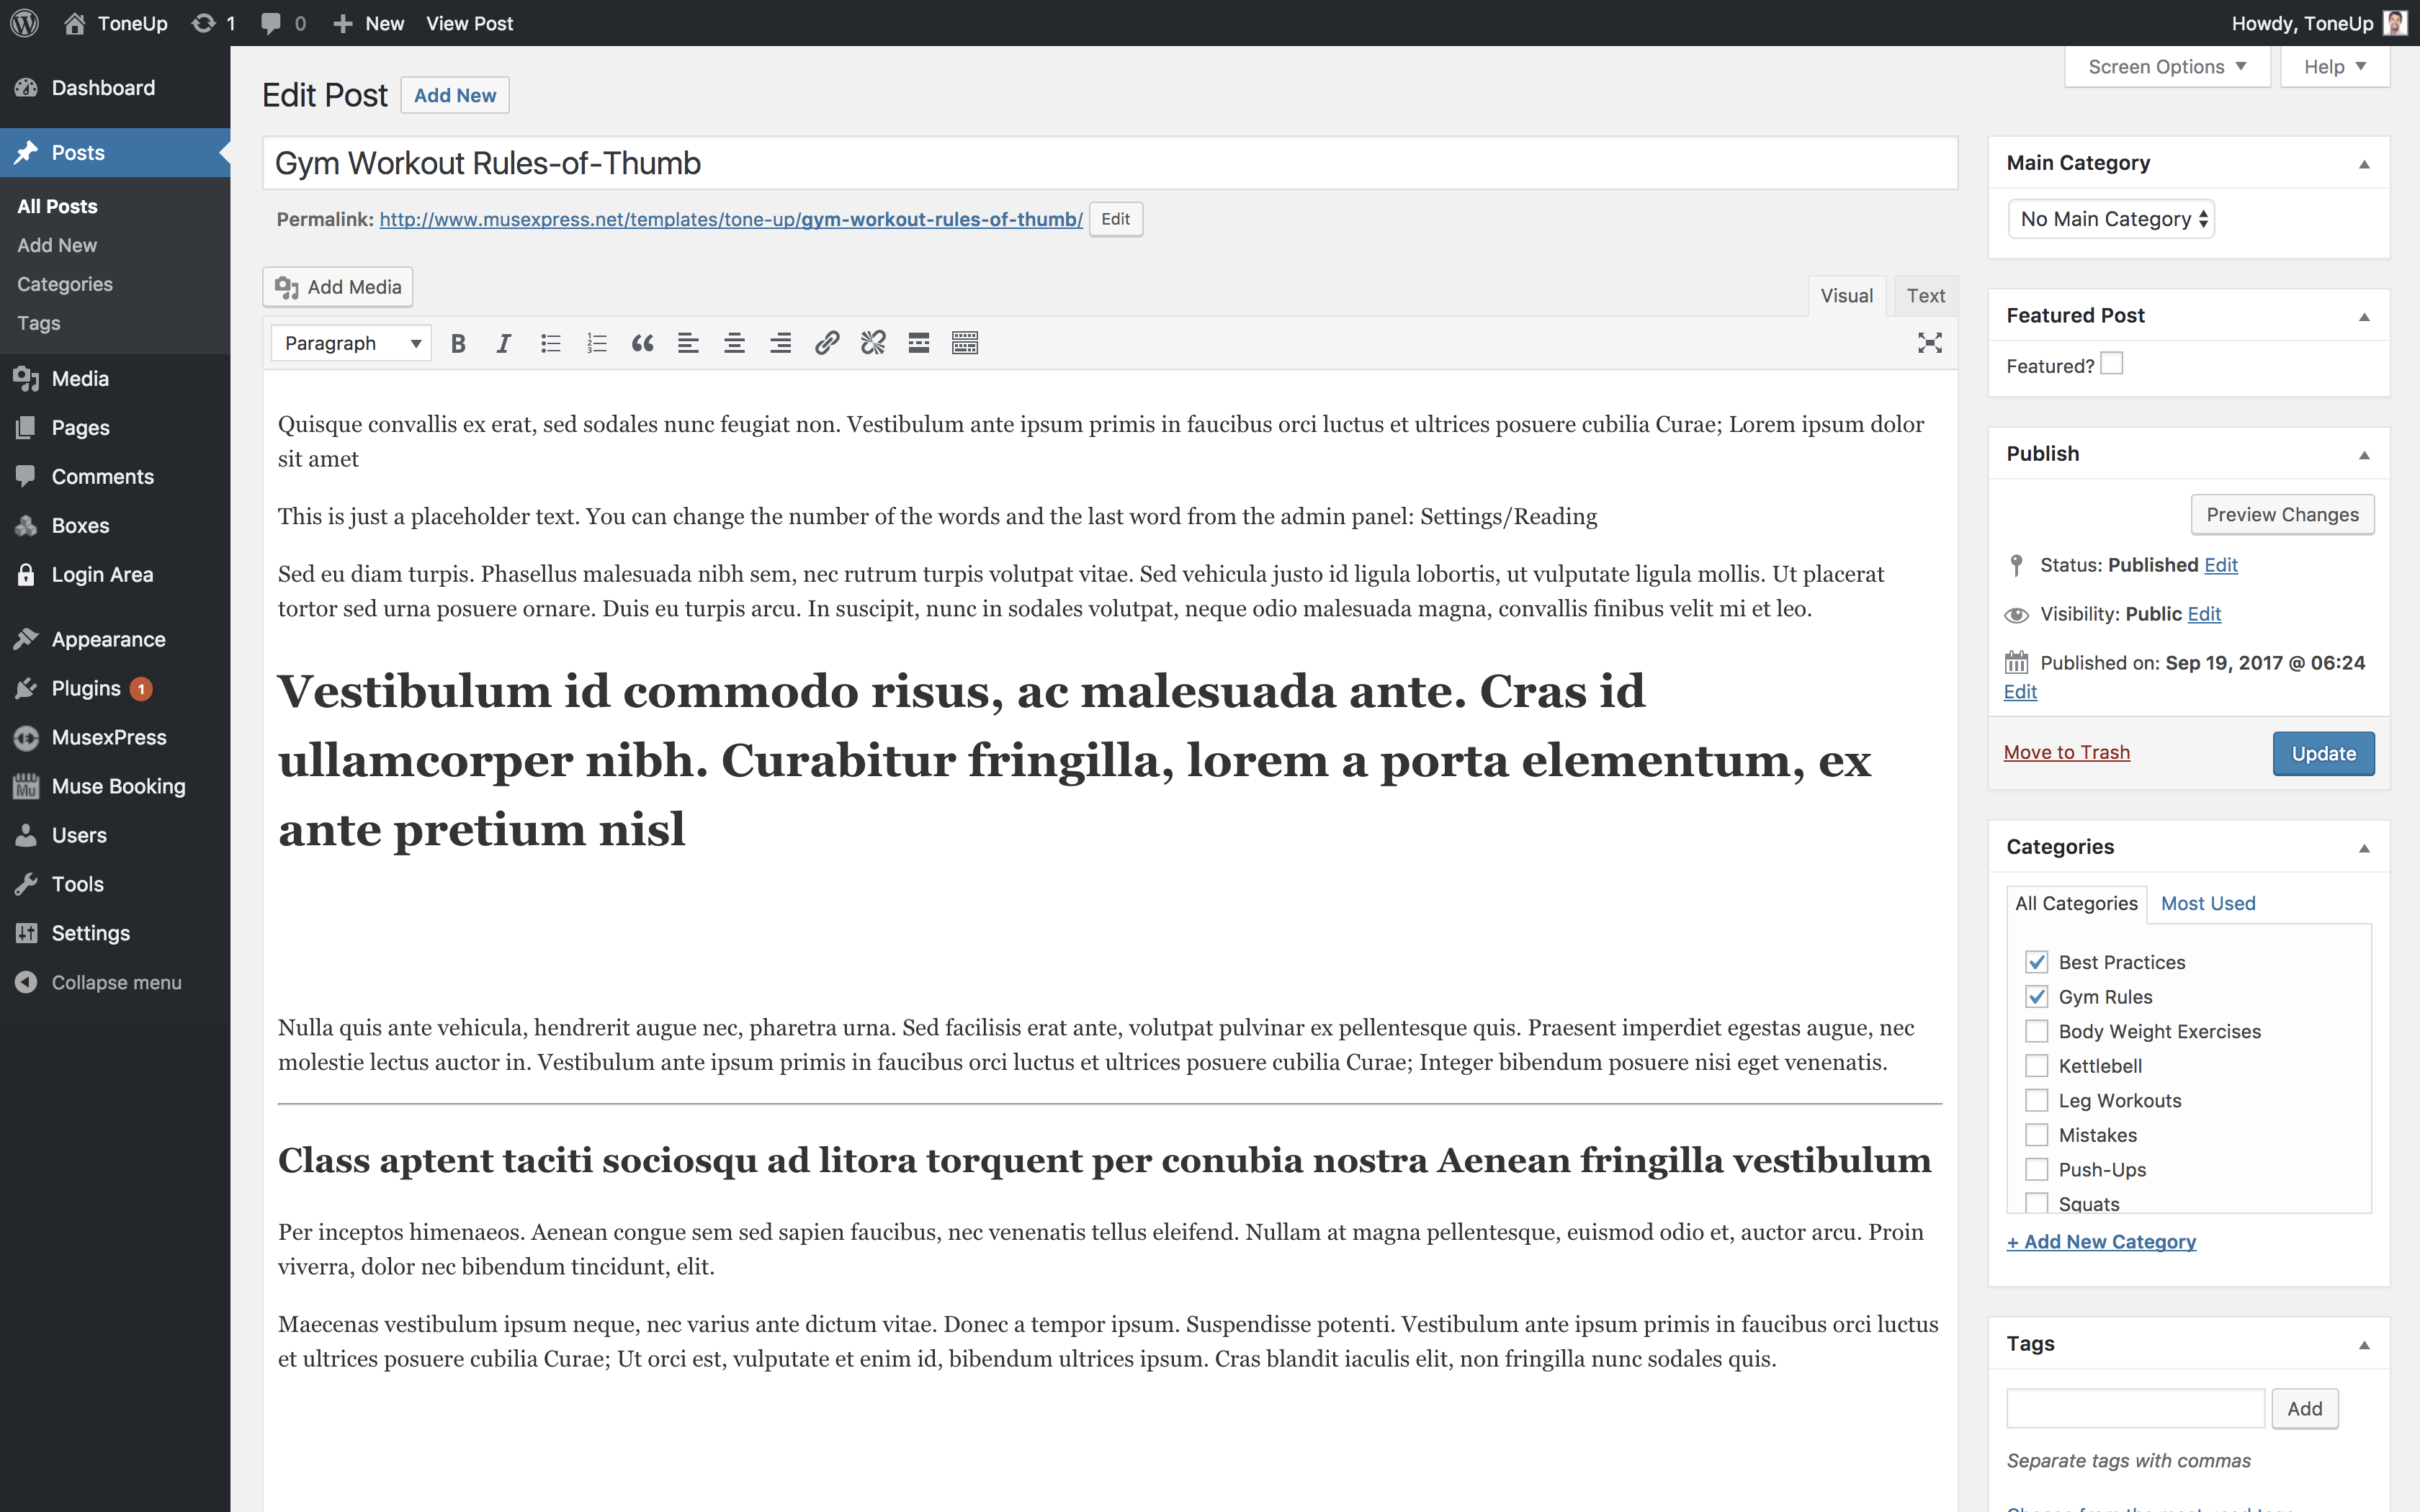 ToneUp 1 0 New View Post Howdy, ToneUp
Dashboard
Posts
All Posts
Add New
Categories
Tags
Media
Pages
Comments
Boxes
Login Area
Appearance
Plugins 1
MusexPress
Mu Muse Booking
Users
Tools
Settings
Collapse menu
Screen Options Help
Edit Post Add New
Gym Workout Rules-of-Thumb
Permalink: http://www.musexpress.net/templates/tone-up/gym-workout-rules-of-thumb/ Edit
Add Media
Visual Text
Paragraph
Quisque convallis ex erat, sed sodales nunc feugiat non. Vestibulum ante ipsum primis in faucibus orci luctus et ultrices posuere cubilia Curae; Lorem ipsum dolor
sit amet
This is just a placeholder text. You can change the number of the words and the last word from the admin panel: Settings/Reading
Sed eu diam turpis. Phasellus malesuada nibh sem, nec rutrum turpis volutpat vitae. Sed vehicula justo id ligula lobortis, ut vulputate ligula mollis. Ut placerat
tortor sed urna posuere ornare. Duis eu turpis arcu. In suscipit, nunc in sodales volutpat, neque odio malesuada magna, convallis finibus velit mi et leo.
Vestibulum id commodo risus, ac malesuada ante. Cras id
ullamcorper nibh. Curabitur fringilla, lorem a porta elementum, ex
ante pretium nisl
Nulla quis ante vehicula, hendrerit augue nec, pharetra urna. Sed facilisis erat ante, volutpat pulvinar ex pellentesque quis. Praesent imperdiet egestas augue, nec
molestie lectus auctor in. Vestibulum ante ipsum primis in faucibus orci luctus et ultrices posuere cubilia Curae; Integer bibendum posuere nisi eget venenatis.
Class aptent taciti sociosqu ad litora torquent per conubia nostra Aenean fringilla vestibulum
Per inceptos himenaeos. Aenean congue sem sed sapien faucibus, nec venenatis tellus eleifend. Nullam at magna pellentesque, euismod odio et, auctor arcu. Proin
viverra, dolor nec bibendum tincidunt, elit.
Maecenas vestibulum ipsum neque, nec varius ante dictum vitae. Donec a tempor ipsum. Suspendisse potenti. Vestibulum ante ipsum primis in faucibus orci luctus
et ultrices posuere cubilia Curae; Ut orci est, vulputate et enim id, bibendum ultrices ipsum. Cras blandit iaculis elit, non fringilla nunc sodales quis.
Main Category
No Main Category
Featured Post
Featured?
Publish
Preview Changes
Status: Published Edit
Visibility: Public Edit
Published on: Sep 19, 2017 @ 06:24
Edit
Move to Trash Update
Categories
All Categories Most Used
Best Practices
Gym Rules
Body Weight Exercises
Kettlebell
Leg Workouts
Mistakes
Push-Ups
Squats
+ Add New Category
Tags
Add
Separate tags with commas